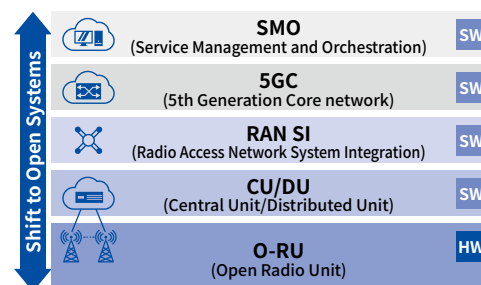 Shift to Open Systems
SMO
(Service Management and Orchestration)
SW
5GC
(5th Generation Core network)
SW
RAN SI
(Radio Access Network System Integration)
SW
CU/DU
(Central Unit/Distributed Unit)
SW
O-RU
(Open Radio Unit)
HW